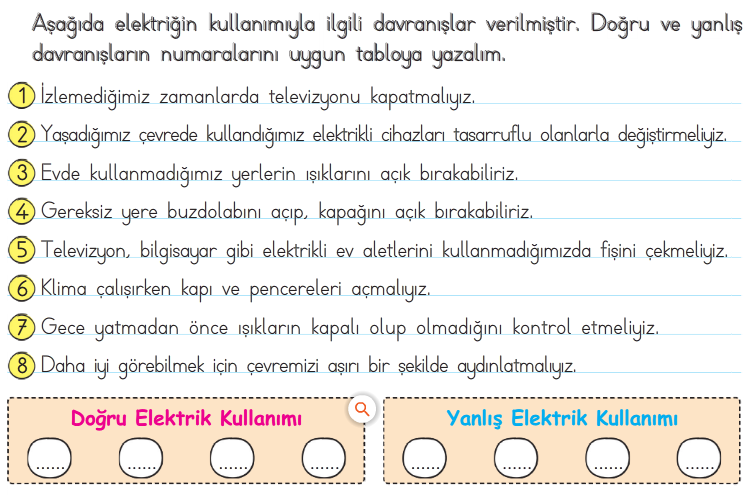 Aşağıda elektriğin kullanımıyla ilgili davranışlar verilmiştir. Doğru ve yanlış
davranışların numaralarını uygun tabloya yazalım.
1 İzlemediğimiz zamanlarda televizyonu kapatmalıyız.
2 Yaşadığımız çevrede kullandığımız elektrikli cihazları tasarruflu olanlarla değiştirmeliyiz.
3 Evde kullanmadığımız yerlerin ışıklarını açık bırakabiliriz.
4 Gereksiz yere buzdolabını açıp, kapağını açık bırakabiliriz.
5 Televizyon, bilgisayar gibi elektrikli ev aletlerini kullanmadığımızda fişini çekmeliyiz.
6 Klima çalışırken kapı ve pencereleri açmalıyız.
7 Gece yatmadan önce ışıkların kapalı olup olmadığını kontrol etmeliyiz.
8 Daha iyi görebilmek için çevremizi aşırı bir şekilde aydınlatmalıyız.
Doğru Elektrik Kullanımı
...... ...... ...... ......
Yanlış Elektrik Kullanımı
...... ...... ...... ......